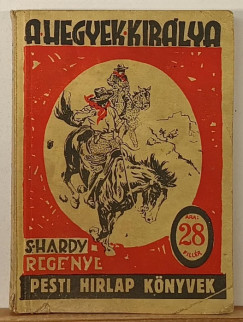 A HEGYEK KIRÁLYA
S. HARDY
REGÉNYE
ÁRA:
28
FILLÉR
PESTI HIRLAP KÖNYVEK